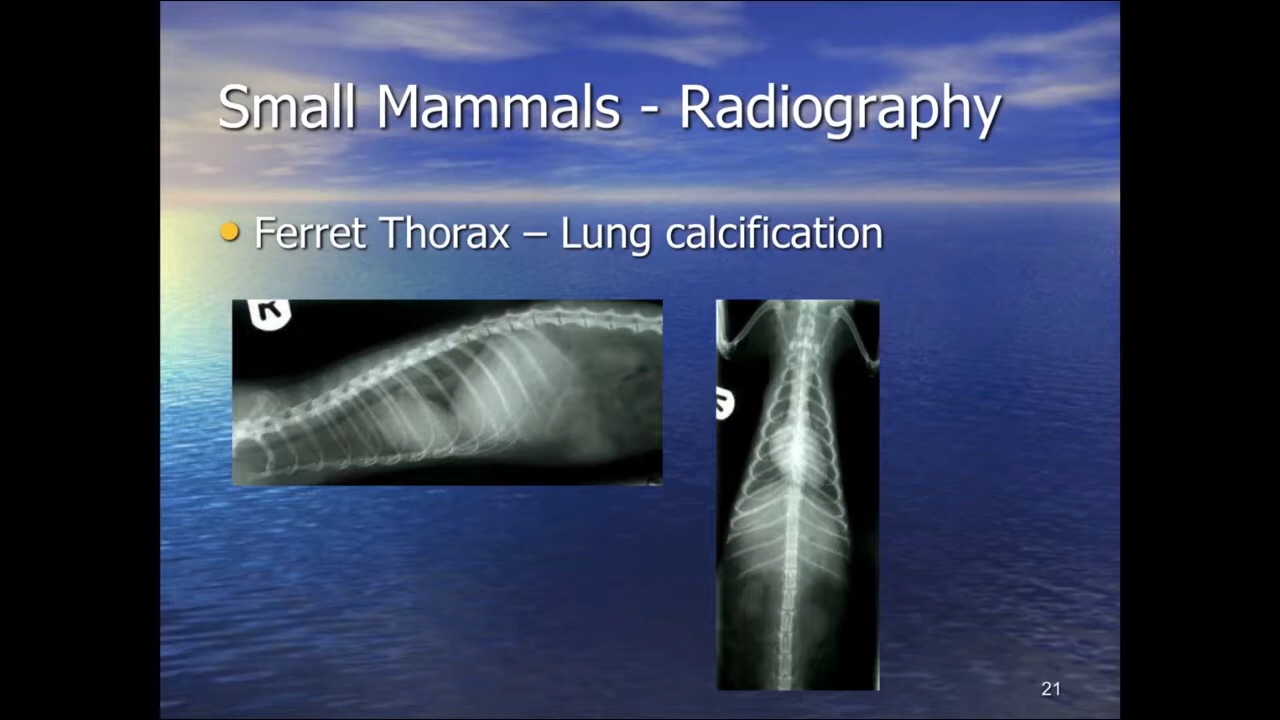 Small Mammals - Radiography
Ferret Thorax – Lung calcification
R
21